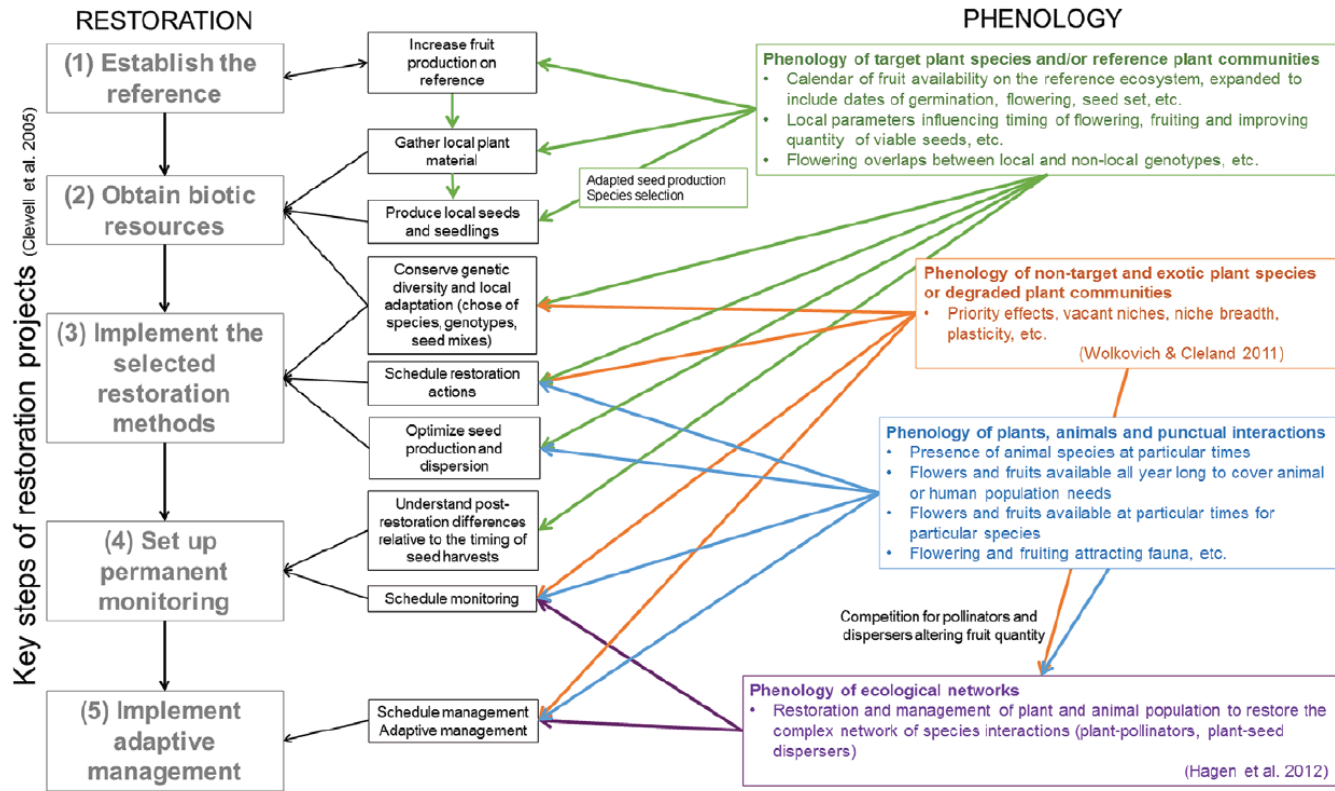 RESTORATION
PHENOLOGY
Key steps of restoration projects (Clewell et al. 2005)
(1) Establish the
reference
(2) Obtain biotic
resources
(3) Implement the
selected
restoration
methods
(4) Set up
permanent
monitoring
(5) Implement
adaptive
management
Increase fruit
production on
reference
Gather local plant
material
Produce local seeds
and seedlings
Conserve genetic
diversity and local
adaptation (chose of
species, genotypes,
seed mixes)
Schedule restoration
actions
Optimize seed
production and
dispersion
Understand post-
restoration differences
relative to the timing of
seed harvests
Schedule monitoring
Schedule management
Adaptive management
Adapted seed production
Species selection
Phenology of target plant species and/or reference plant communities
• Calendar of fruit availability on the reference ecosystem, expanded to
include dates of germination, flowering, seed set, etc.
• Local parameters influencing timing of flowering, fruiting and improving
quantity of viable seeds, etc.
• Flowering overlaps between local and non-local genotypes, etc.
Phenology of non-target and exotic plant species
or degraded plant communities
• Priority effects, vacant niches, niche breadth,
plasticity, etc.
(Wolkovich & Cleland 2011)
Phenology of plants, animals and punctual interactions
• Presence of animal species at particular times
• Flowers and fruits available all year long to cover animal
or human population needs
• Flowers and fruits available at particular times for
particular species
• Flowering and fruiting attracting fauna, etc.
Competition for pollinators and
dispersers altering fruit quantity
Phenology of ecological networks
• Restoration and management of plant and animal population to restore the
complex network of species interactions (plant-pollinators, plant-seed
dispersers)
(Hagen et al. 2012)